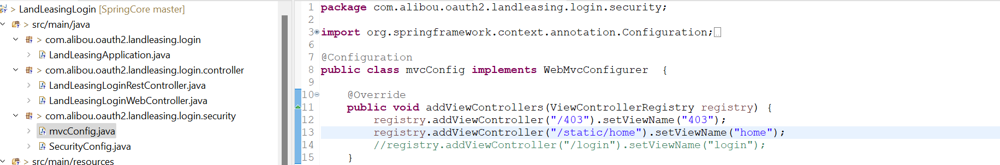 LandLeasingLogin [SpringCore master]
src/main/java
com.alibou.oauth2.landleasing.login
LandLeasingApplication.java
com.alibou.oauth2.landleasing.login.controller
LandLeasingLoginRestController.java
LandLeasingLoginWebController.java
com.alibou.oauth2.landleasing.login.security
mvcConfig.java
SecurityConfig.java
src/main/resources
1 package com.alibou.oauth2.landleasing.login.security;
2
3 import org.springframework.context.annotation.Configuration;
6
7 @Configuration
8 public class mvcConfig implements WebMvcConfigurer {
9
10 @Override
11 public void addViewControllers(ViewControllerRegistry registry) {
12 registry.addViewController("/403").setViewName("403");
13 registry.addViewController("/static/home").setViewName("home");
14 //registry.addViewController("/login").setViewName("login");
15 }